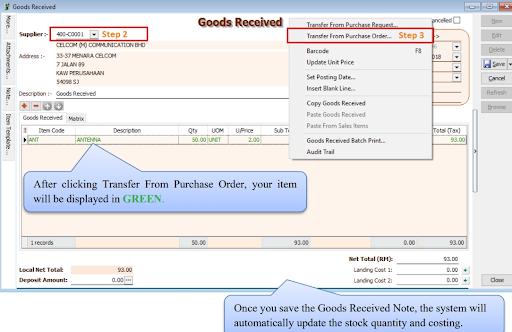 Goods Received
More...
Attachments...
Note...
Item Template...
Goods Received
Cancelled
Supplier :-
400-C0001
Step 2
CELCOM (M) COMMUNICATION BHD
Address :-
33-37 MENARA CELCOM
7 JALAN 89
KAW PERUSAHAAN
54098 SG BESI
Description :-
Goods Received
Transfer From Purchase Request...
Transfer From Purchase Order...
Step 3
Barcode
F8
Update Unit Price
Set Posting Date...
Insert Blank Line...
Copy Goods Received
Paste Goods Received
Paste From Sales Items
Goods Received Batch Print...
Audit Trail
New
Edit
Delete
Save
Cancel
Refresh
Browse
Goods Received
Matrix
Item Code
Description
Qty
UOM
U/Price
Total (Tax)
ANT
ANTENNA
50.00
UNIT
2.00
93.00
After clicking Transfer From Purchase Order, your item
will be displayed in GREEN.
1 records
50.00
93.00
0.00
93.00
Local Net Total:
93.00
Deposit Amount:
0.00
Net Total (RM):
93.00
Landing Cost 1:
0.00
Landing Cost 2:
0.00
Close
Once you save the Goods Received Note, the system will
automatically update the stock quantity and costing.